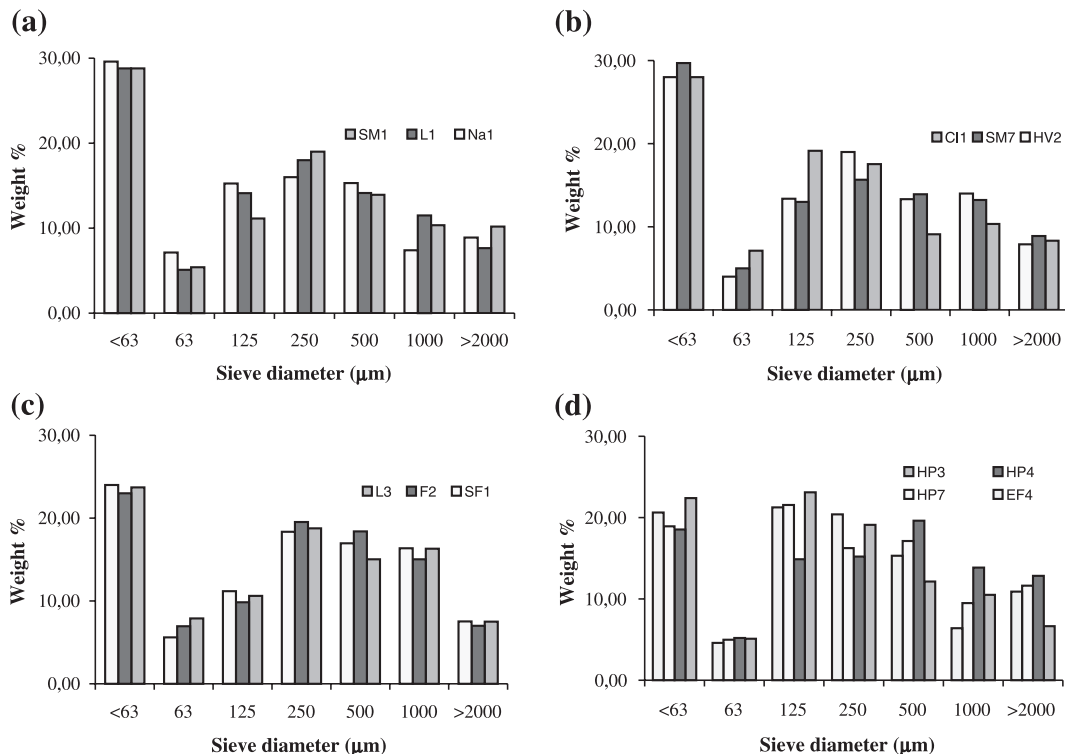 (a)
30,00
20,00
10,00
0,00
Weight %
SM1 L1 Na1
<63 63 125 250 500 1000 >2000
Sieve diameter (µm)
(b)
30,00
20,00
10,00
0,00
Weight %
Cl1 SM7 HV2
<63 63 125 250 500 1000 >2000
Sieve diameter (µm)
(c)
30,00
20,00
10,00
0,00
Weight %
L3 F2 SF1
<63 63 125 250 500 1000 >2000
Sieve diameter (µm)
(d)
30,00
20,00
10,00
0,00
Weight %
HP3 HP4
HP7 EF4
<63 63 125 250 500 1000 >2000
Sieve diameter (µm)